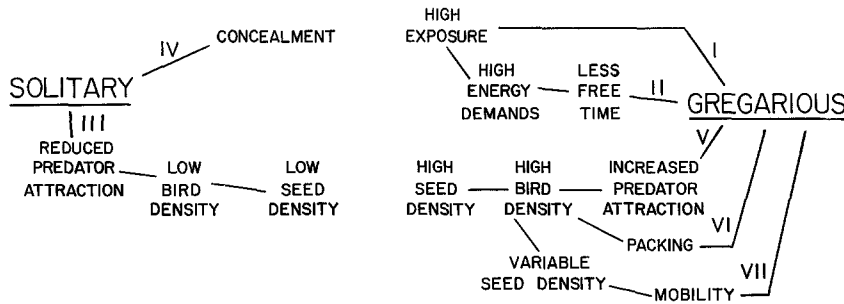 IV
CONCEALMENT
SOLITARY
III
REDUCED
PREDATOR
ATTRACTION
LOW
BIRD
DENSITY
LOW
SEED
DENSITY
HIGH
EXPOSURE
I
HIGH
ENERGY
DEMANDS
LESS
FREE
TIME
II
GREGARIOUS
V
HIGH
SEED
DENSITY
HIGH
BIRD
DENSITY
INCREASED
PREDATOR
ATTRACTION
VI
PACKING
VARIABLE
SEED DENSITY
MOBILITY
VII